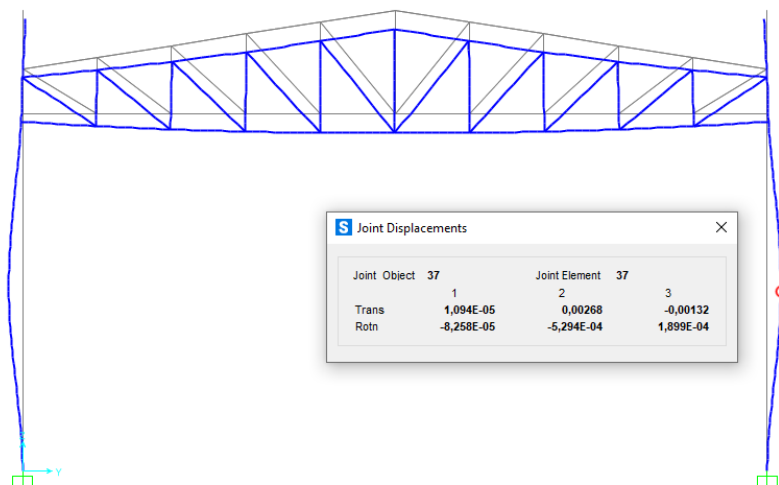 S Joint Displacements
Joint Object 37 Joint Element 37
1 2 3
Trans 1,094E-05 0,00268 -0,00132
Rotn -8,258E-05 -5,294E-04 1,899E-04
Y